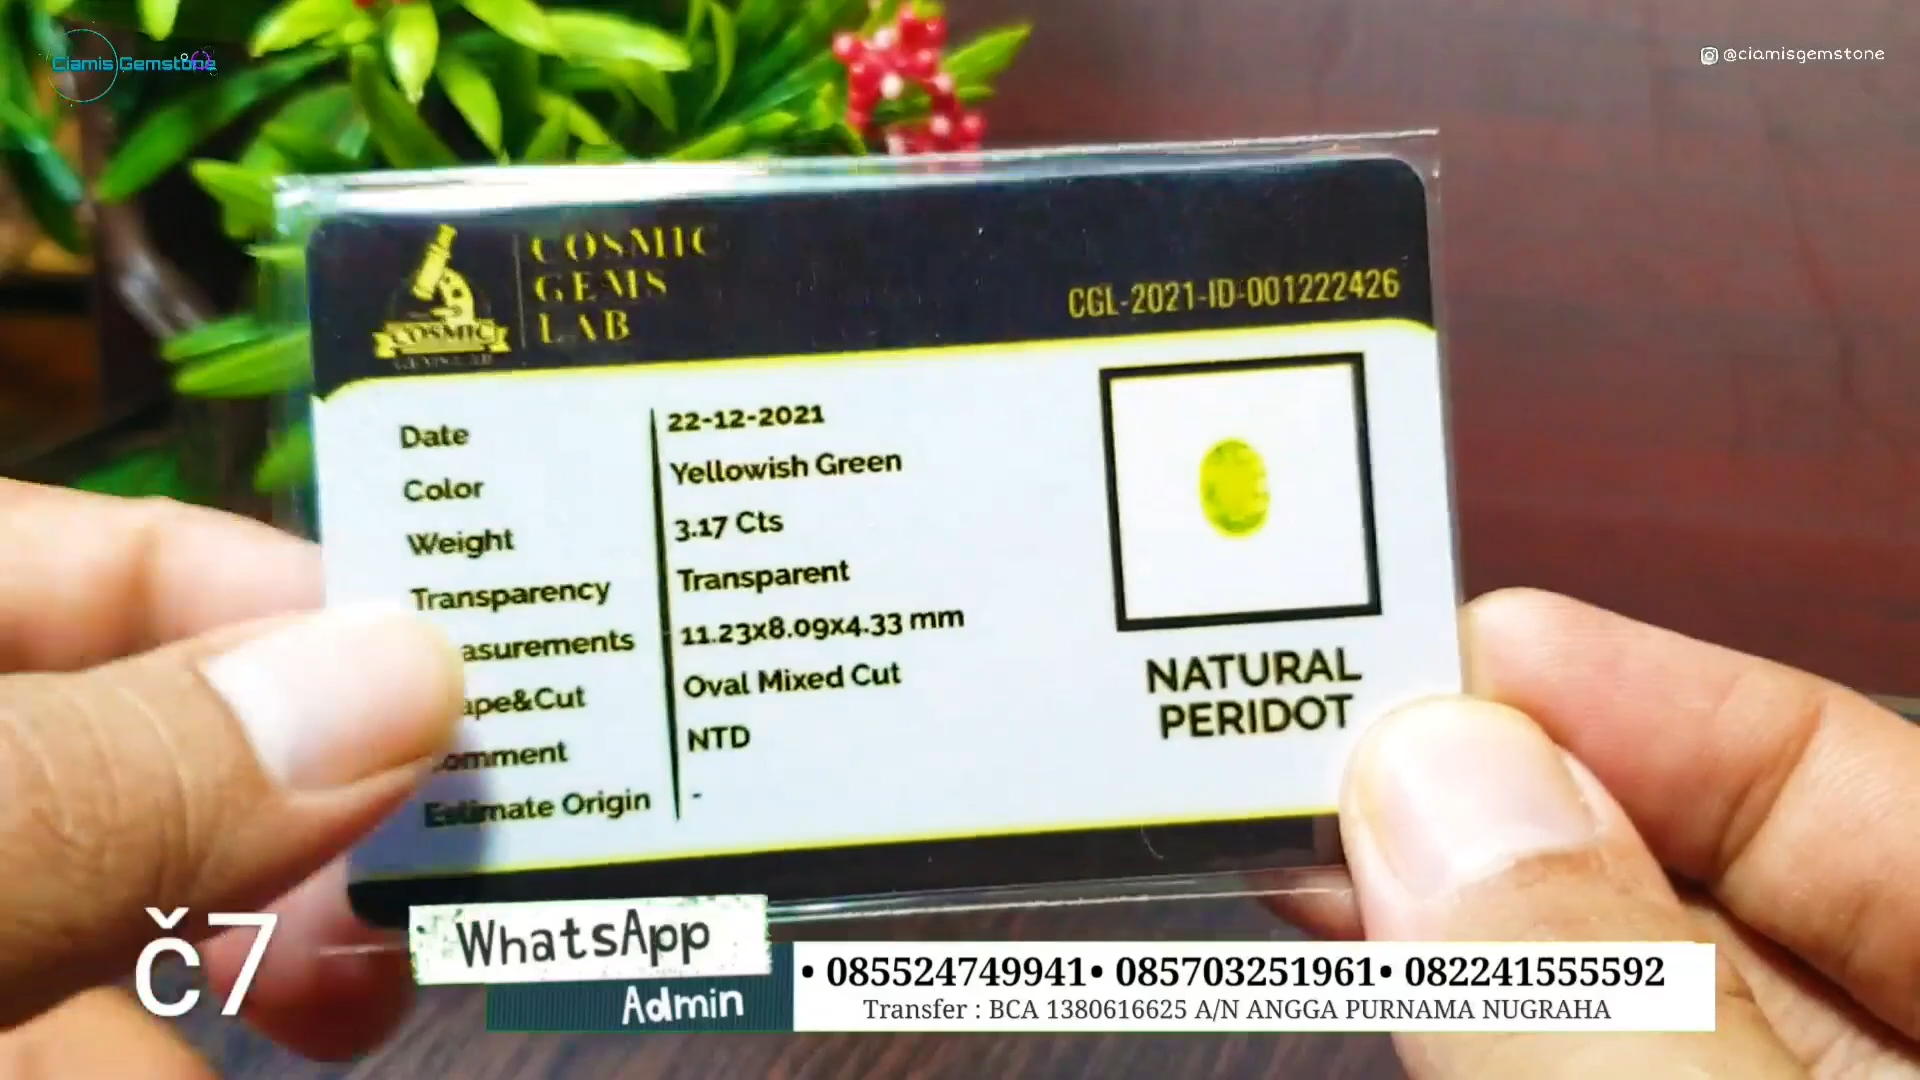 Ciamis Gemstone
@ciamisgemstone
COSMIC
GEMS
LAB
COSMIC
CGL-2021-ID-001222426
Date 22-12-2021
Color Yellowish Green
Weight 3.17 Cts
Transparency Transparent
asurements 11.23x8.09x4.33 mm
ape&Cut Oval Mixed Cut
omment NTD
Estimate Origin -
NATURAL
PERIDOT
č7
WhatsApp
Admin
• 085524749941• 085703251961• 082241555592
Transfer : BCA 1380616625 A/N ANGGA PURNAMA NUGRAHA